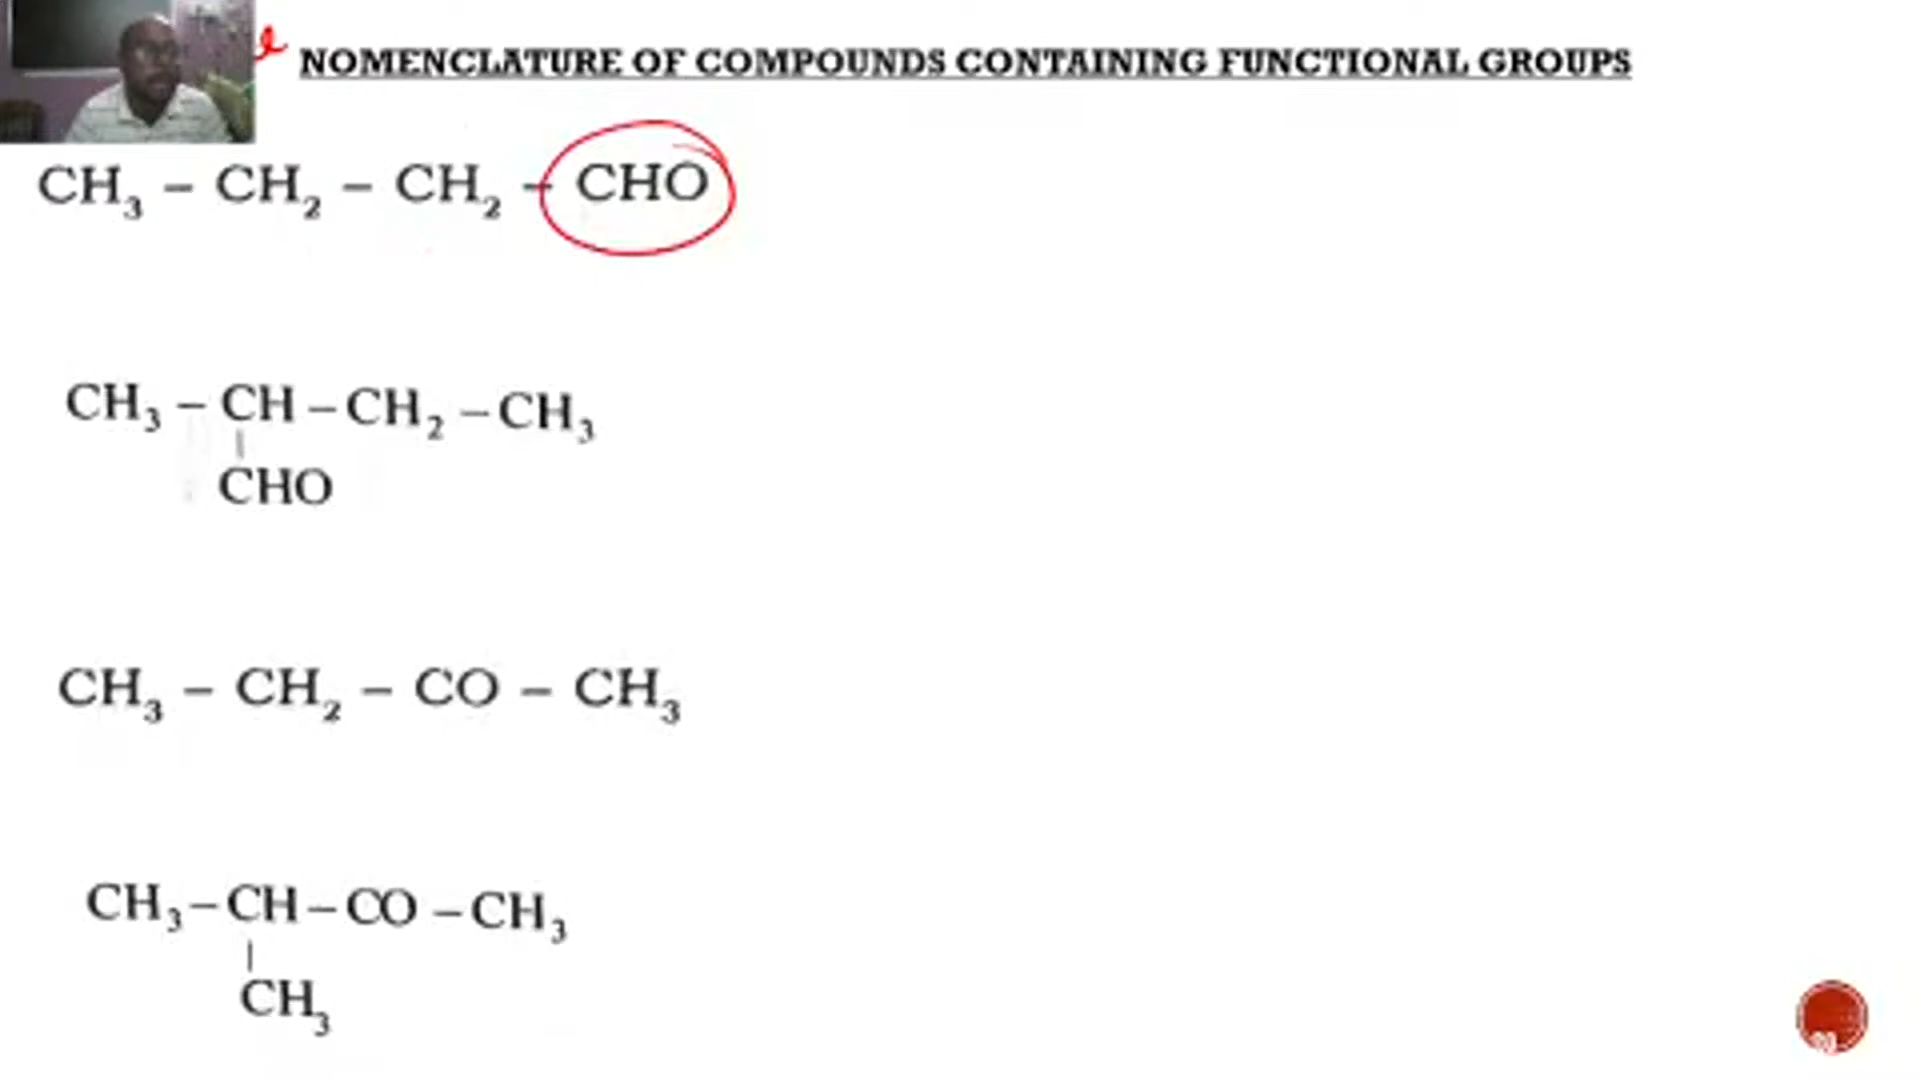 NOMENCLATURE OF COMPOUNDS CONTAINING FUNCTIONAL GROUPS
CH₃ – CH₂ – CH₂ – CHO
CH₃ – CH – CH₂ – CH₃
|
CHO
CH₃ – CH₂ – CO – CH₃
CH₃ – CH – CO – CH₃
|
CH₃